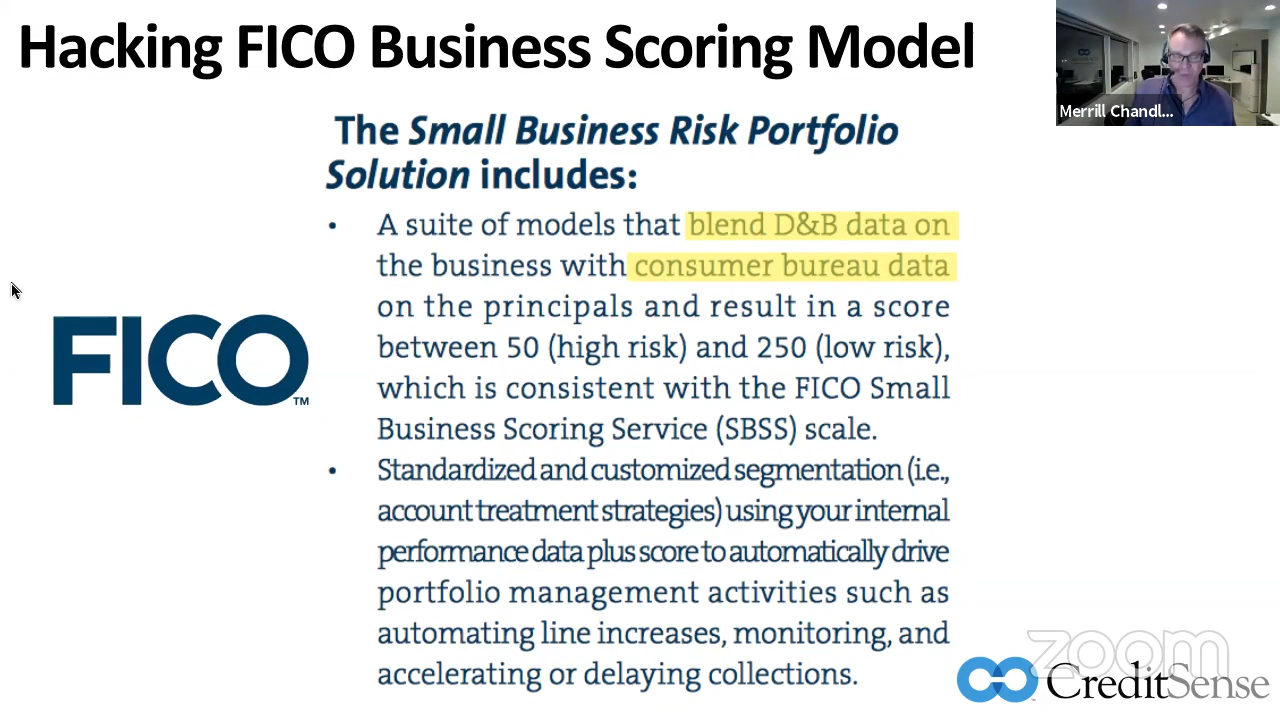 Hacking FICO Business Scoring Model
Merrill Chandl...
The Small Business Risk Portfolio
Solution includes:
• A suite of models that blend D&B data on
the business with consumer bureau data
on the principals and result in a score
between 50 (high risk) and 250 (low risk),
which is consistent with the FICO Small
Business Scoring Service (SBSS) scale.
• Standardized and customized segmentation (i.e.,
account treatment strategies) using your internal
performance data plus score to automatically drive
portfolio management activities such as
automating line increases, monitoring, and
accelerating or delaying collections.
FICO™
zoom
CreditSense